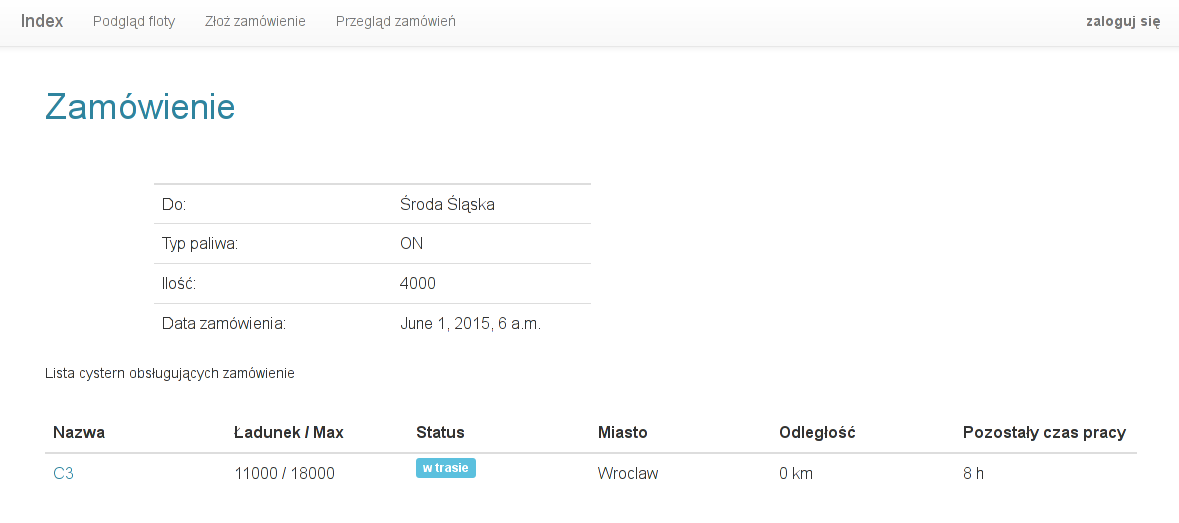 Index Podgląd floty Złoż zamówienie Przegląd zamówień zaloguj się
Zamówienie
Do: Środa Śląska
Typ paliwa: ON
Ilość: 4000
Data zamówienia: June 1, 2015, 6 a.m.
Lista cystern obsługujących zamówienie
Nazwa Ładunek / Max Status Miasto Odległość Pozostały czas pracy
C3 11000 / 18000 w trasie Wroclaw 0 km 8 h